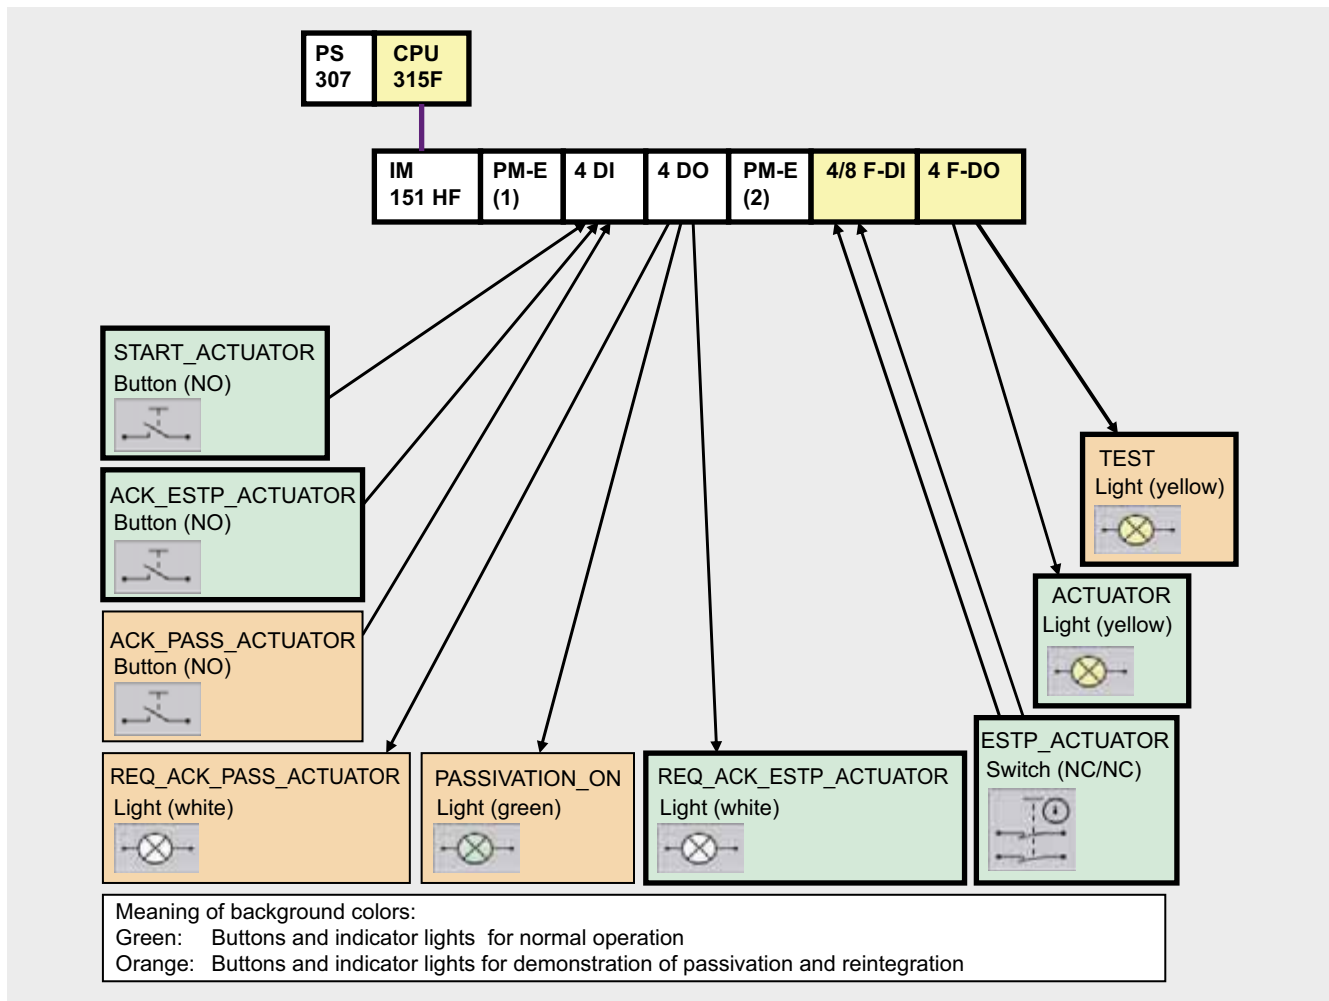 PS
307
CPU
315F
IM
151 HF
PM-E
(1)
4 DI
4 DO
PM-E
(2)
4/8 F-DI
4 F-DO
START_ACTUATOR
Button (NO)
ACK_ESTP_ACTUATOR
Button (NO)
ACK_PASS_ACTUATOR
Button (NO)
TEST
Light (yellow)
ACTUATOR
Light (yellow)
ESTP_ACTUATOR
Switch (NC/NC)
REQ_ACK_PASS_ACTUATOR
Light (white)
PASSIVATION_ON
Light (green)
REQ_ACK_ESTP_ACTUATOR
Light (white)
Meaning of background colors:
Green: Buttons and indicator lights for normal operation
Orange: Buttons and indicator lights for demonstration of passivation and reintegration